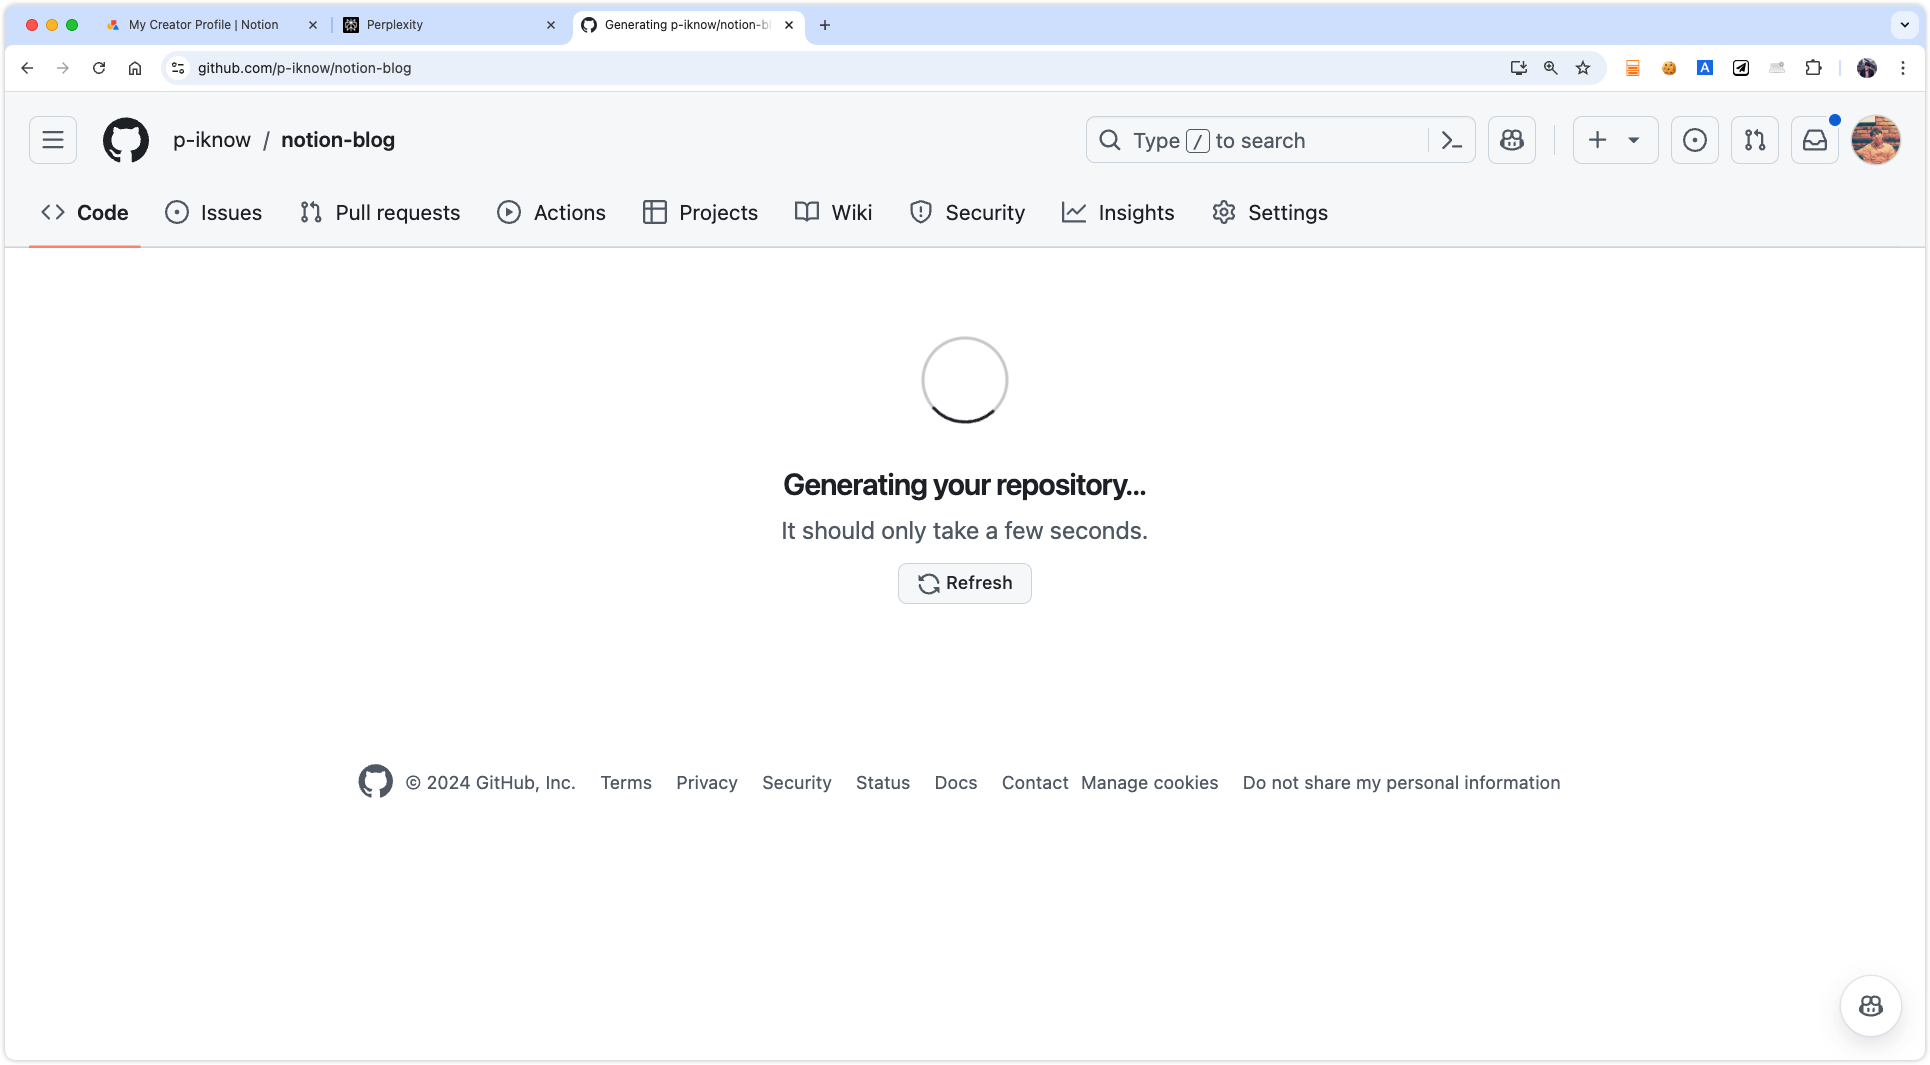 My Creator Profile | Notion
Perplexity
Generating p-iknow/notion-bl
github.com/p-iknow/notion-blog
A
p-iknow / notion-blog
Type / to search
Code
Issues
Pull requests
Actions
Projects
Wiki
Security
Insights
Settings
Generating your repository...
It should only take a few seconds.
Refresh
© 2024 GitHub, Inc.
Terms
Privacy
Security
Status
Docs
Contact
Manage cookies
Do not share my personal information